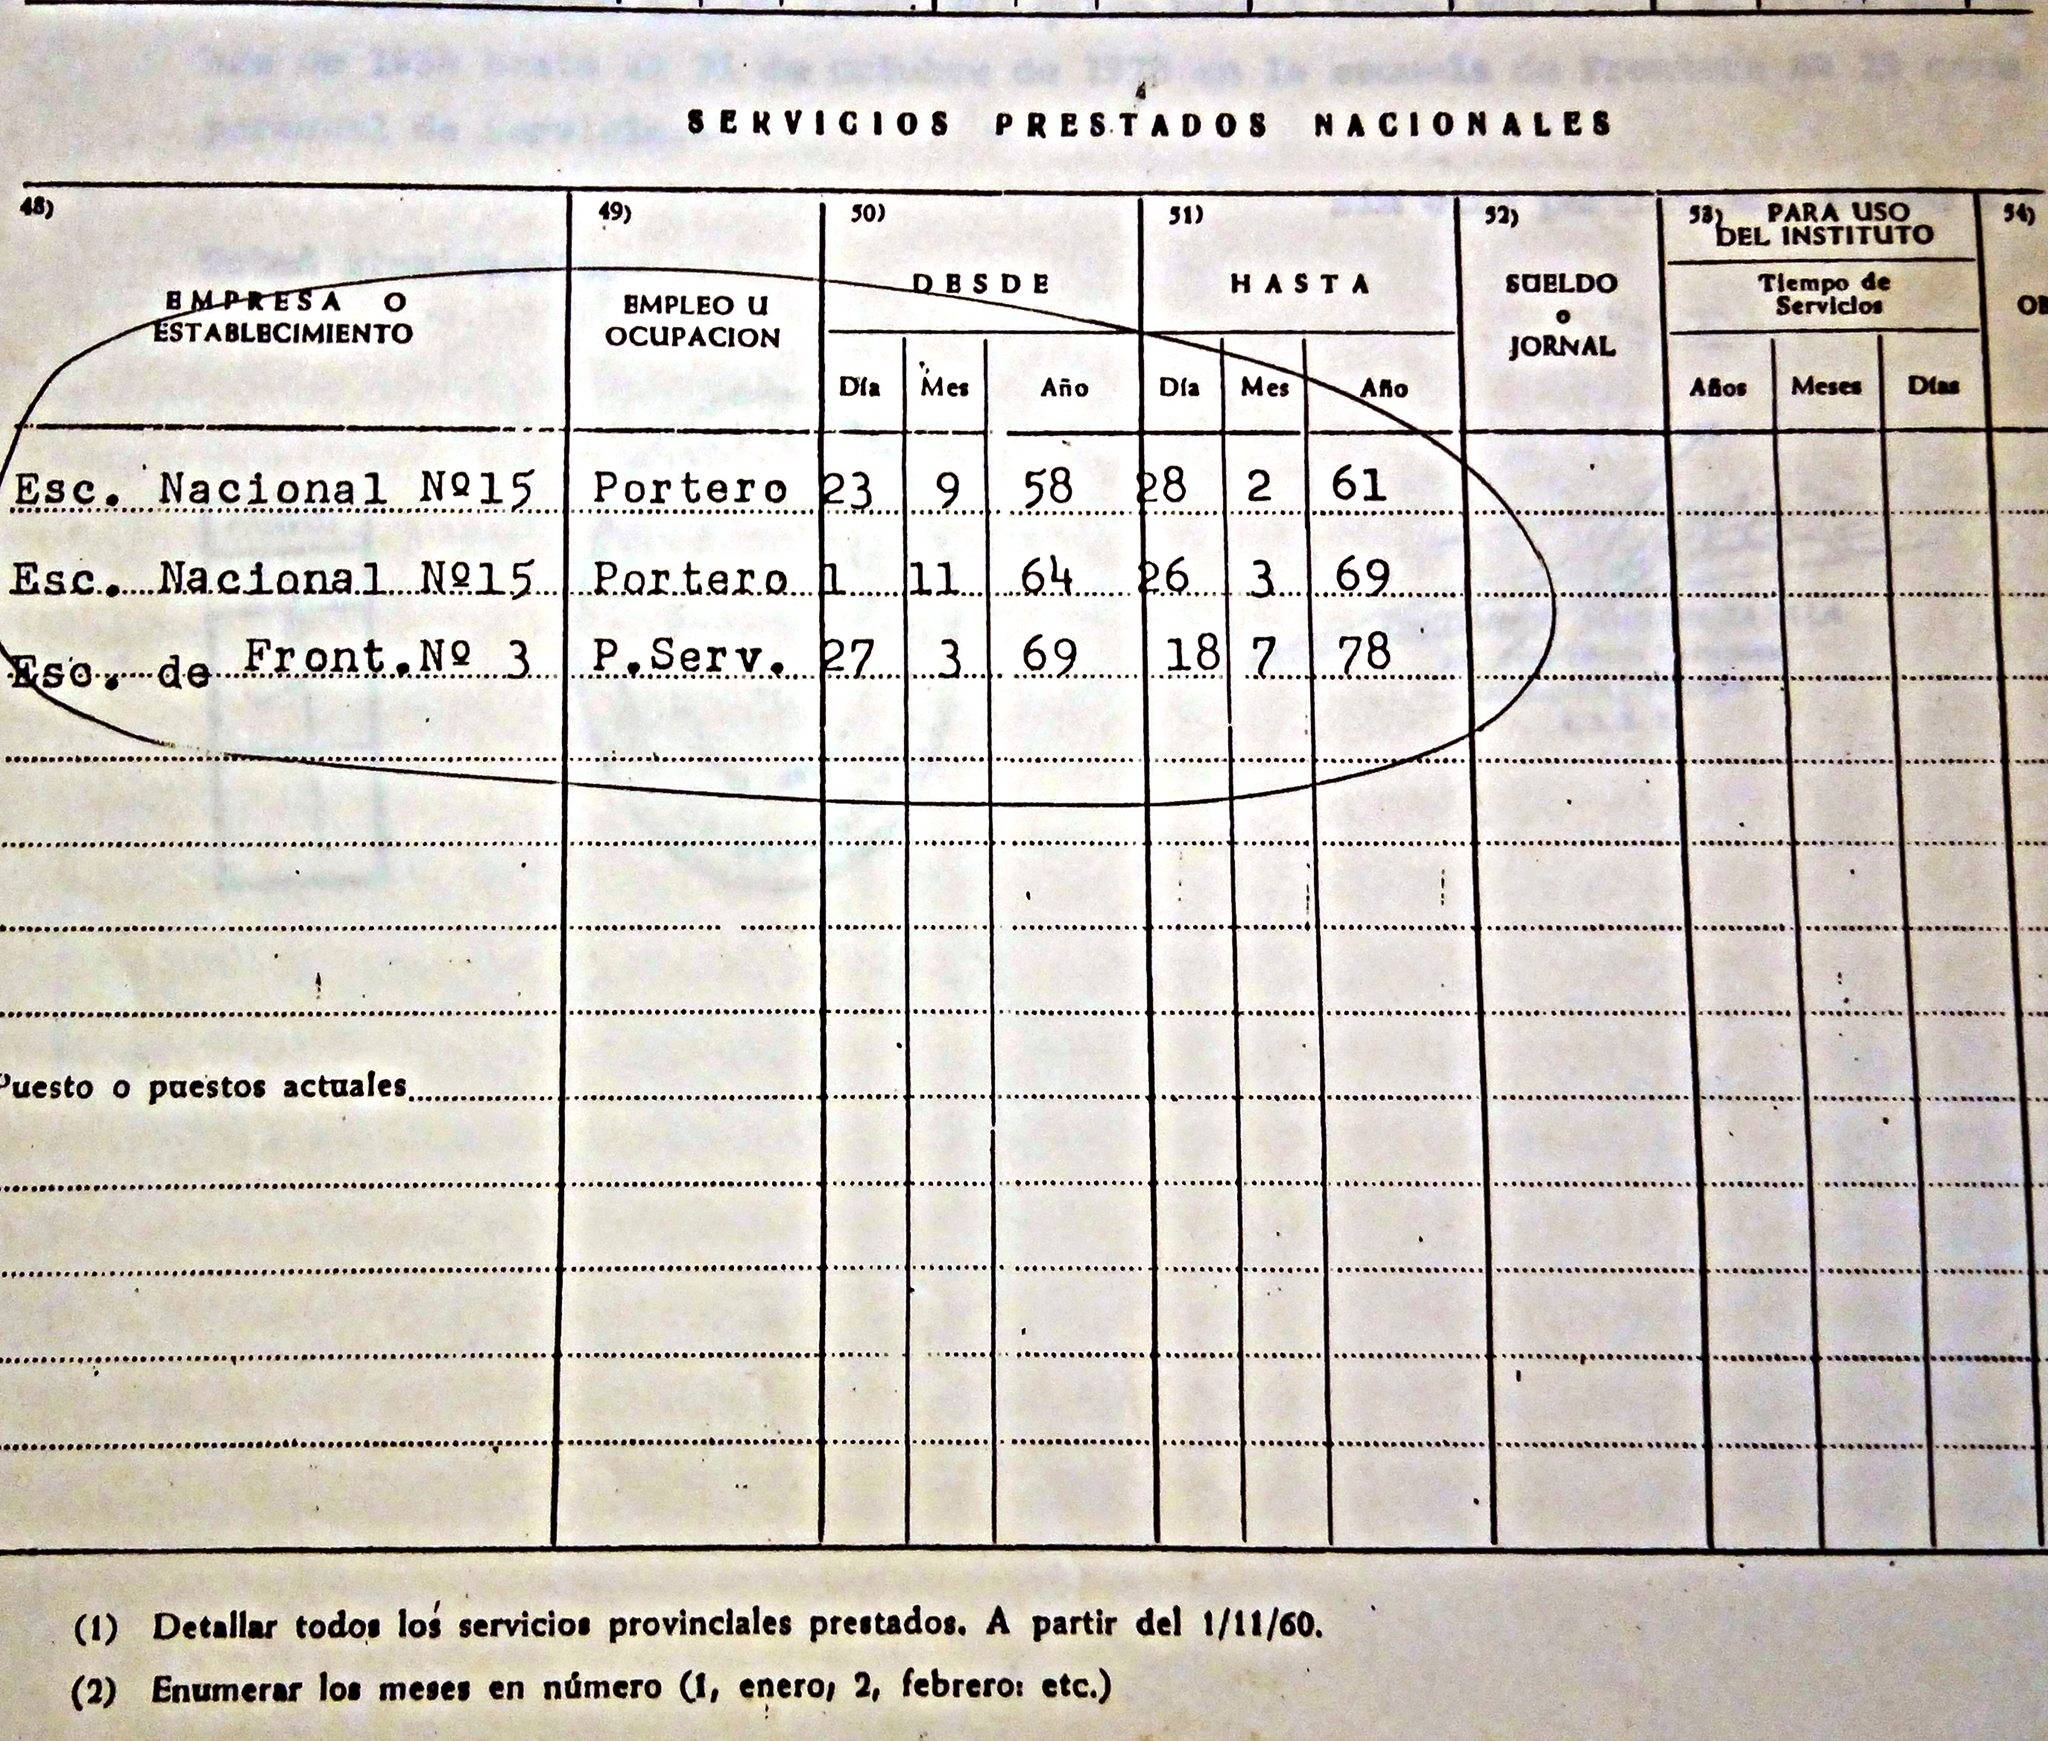 SERVICIOS PRESTADOS NACIONALES
48) 49) 50) 51) 52) 53) PARA USO DEL INSTITUTO 54)
EMPRESA O ESTABLECIMIENTO EMPLEO U OCUPACION DESDE HASTA SUELDO o JORNAL Tiempo de Servicios
Día Mes Año Día Mes Año Años Meses Días
Esc. Nacional Nº15 Portero 23 9 58 28 2 61
Esc. Nacional Nº15 Portero 1 11 64 26 3 69
Esc. de Front.Nº 3 P.Serv. 27 3 69 18 7 78
Puesto o puestos actuales
(1) Detallar todos los servicios provinciales prestados. A partir del 1/11/60.
(2) Enumerar los meses en número (1, enero; 2, febrero: etc.)